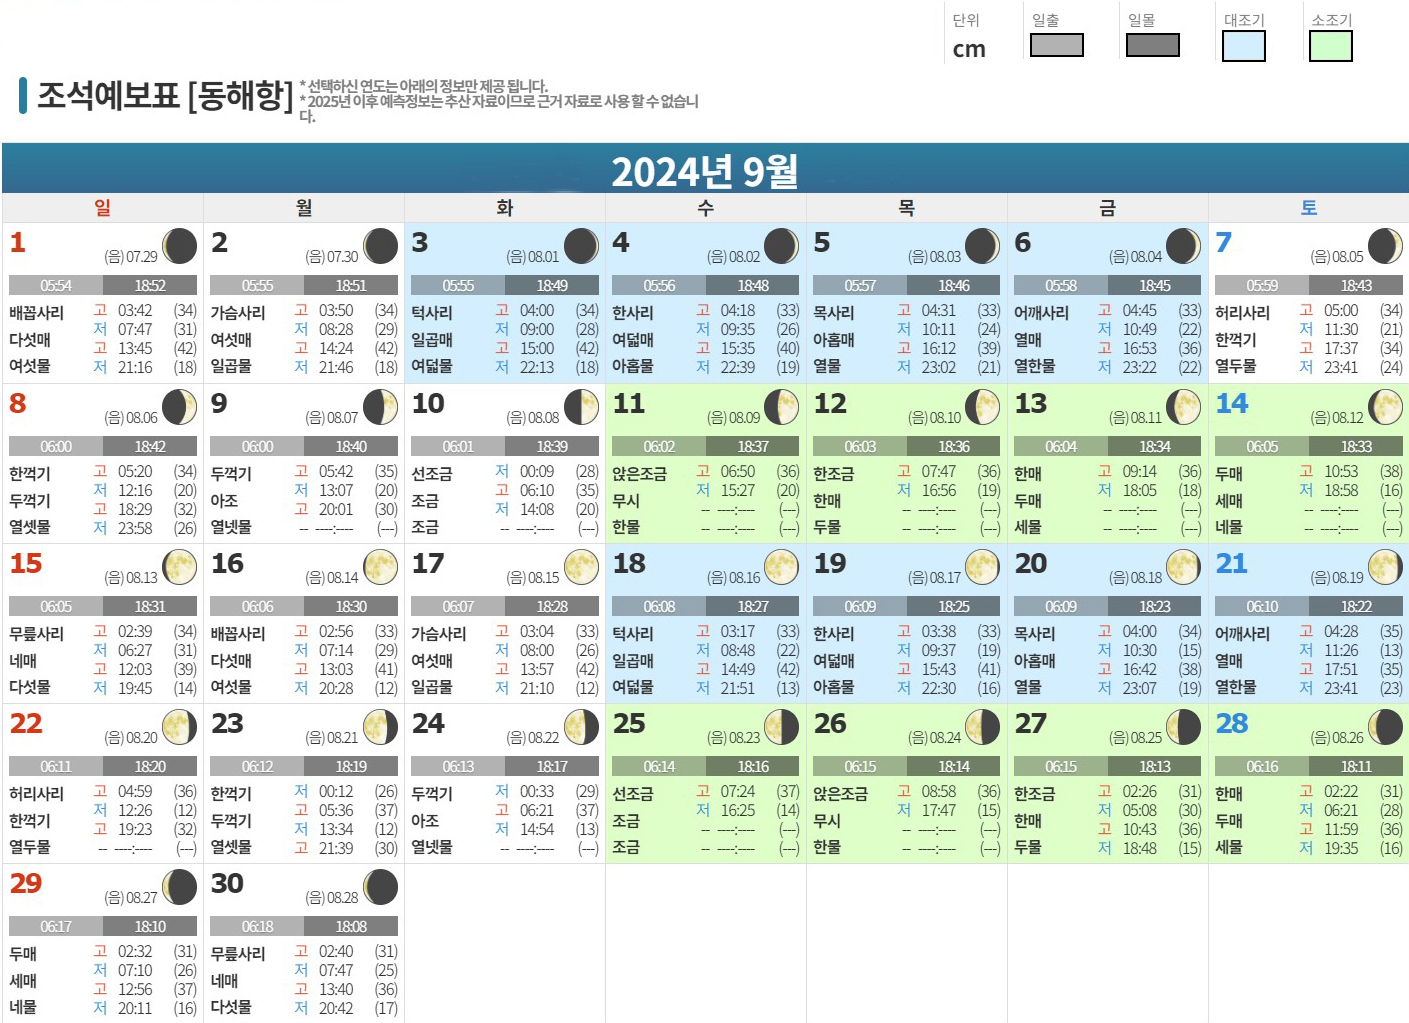 단위 일출 일몰 대조기 소조기
cm
조석예보표 [동해항]
* 선택하신 연도는 아래의 정보만 제공 됩니다.
* 2025년 이후 예측정보는 추산 자료이므로 근거 자료로 사용 할 수 없습니
다.
2024년 9월
일 월 화 수 목 금 토
1 (음) 07.29
05:54 18:52
배꼽사리 다섯매 여섯물
고 03:42 (34)
저 07:47 (31)
고 13:45 (42)
저 21:16 (18)
2 (음) 07.30
05:55 18:51
가슴사리 여섯매 일곱물
고 03:50 (34)
저 08:28 (29)
고 14:24 (42)
저 21:46 (18)
3 (음) 08.01
05:55 18:49
턱사리 일곱매 여덟물
고 04:00 (34)
저 09:00 (28)
고 15:00 (42)
저 22:13 (18)
4 (음) 08.02
05:56 18:48
한사리 여덟매 아홉물
고 04:18 (33)
저 09:35 (26)
고 15:35 (40)
저 22:39 (19)
5 (음) 08.03
05:57 18:46
목사리 아홉매 열물
고 04:31 (33)
저 10:11 (24)
고 16:12 (39)
저 23:02 (21)
6 (음) 08.04
05:58 18:45
어깨사리 열매 열한물
고 04:45 (33)
저 10:49 (22)
고 16:53 (36)
저 23:22 (22)
7 (음) 08.05
05:59 18:43
허리사리 한꺽기 열두물
고 05:00 (34)
저 11:30 (21)
고 17:37 (34)
저 23:41 (24)
8 (음) 08.06
06:00 18:42
한꺽기 두꺽기 열셋물
고 05:20 (34)
저 12:16 (20)
고 18:29 (32)
저 23:58 (26)
9 (음) 08.07
06:00 18:40
두꺽기 아조 열넷물
고 05:42 (35)
저 13:07 (20)
고 20:01 (30)
-- ----:---- (---)
10 (음) 08.08
06:01 18:39
선조금 조금 조금
저 00:09 (28)
고 06:10 (35)
저 14:08 (20)
-- ----:---- (---)
11 (음) 08.09
06:02 18:37
앉은조금 무시 한물
고 06:50 (36)
저 15:27 (20)
-- ----:---- (---)
-- ----:---- (---)
12 (음) 08.10
06:03 18:36
한조금 한매 두물
고 07:47 (36)
저 16:56 (19)
-- ----:---- (---)
-- ----:---- (---)
13 (음) 08.11
06:04 18:34
한매 두매 세물
고 09:14 (36)
저 18:05 (18)
-- ----:---- (---)
-- ----:---- (---)
14 (음) 08.12
06:05 18:33
두매 세매 네물
고 10:53 (38)
저 18:58 (16)
-- ----:---- (---)
-- ----:---- (---)
15 (음) 08.13
06:05 18:31
무릎사리 네매 다섯물
고 02:39 (34)
저 06:27 (31)
고 12:03 (39)
저 19:45 (14)
16 (음) 08.14
06:06 18:30
배꼽사리 다섯매 여섯물
고 02:56 (33)
저 07:14 (29)
고 13:03 (41)
저 20:28 (12)
17 (음) 08.15
06:07 18:28
가슴사리 여섯매 일곱물
고 03:04 (33)
저 08:00 (26)
고 13:57 (42)
저 21:10 (12)
18 (음) 08.16
06:08 18:27
턱사리 일곱매 여덟물
고 03:17 (33)
저 08:48 (22)
고 14:49 (42)
저 21:51 (13)
19 (음) 08.17
06:09 18:25
한사리 여덟매 아홉물
고 03:38 (33)
저 09:37 (19)
고 15:43 (41)
저 22:30 (16)
20 (음) 08.18
06:09 18:23
목사리 아홉매 열물
고 04:00 (34)
저 10:30 (15)
고 16:42 (38)
저 23:07 (19)
21 (음) 08.19
06:10 18:22
어깨사리 열매 열한물
고 04:28 (35)
저 11:26 (13)
고 17:51 (35)
저 23:41 (23)
22 (음) 08.20
06:11 18:20
허리사리 한꺽기 열두물
고 04:59 (36)
저 12:26 (12)
고 19:23 (32)
-- ----:---- (---)
23 (음) 08.21
06:12 18:19
한꺽기 두꺽기 열셋물
저 00:12 (26)
고 05:36 (37)
저 13:34 (12)
고 21:39 (30)
24 (음) 08.22
06:13 18:17
두꺽기 아조 열넷물
저 00:33 (29)
고 06:21 (37)
저 14:54 (13)
-- ----:---- (---)
25 (음) 08.23
06:14 18:16
선조금 조금 조금
고 07:24 (37)
저 16:25 (14)
-- ----:---- (---)
-- ----:---- (---)
26 (음) 08.24
06:15 18:14
앉은조금 무시 한물
고 08:58 (36)
저 17:47 (15)
-- ----:---- (---)
-- ----:---- (---)
27 (음) 08.25
06:15 18:13
한조금 한매 두물
고 02:26 (31)
저 05:08 (30)
고 10:43 (36)
저 18:48 (15)
28 (음) 08.26
06:16 18:11
한매 두매 세물
고 02:22 (31)
저 06:21 (28)
고 11:59 (36)
저 19:35 (16)
29 (음) 08.27
06:17 18:10
두매 세매 네물
고 02:32 (31)
저 07:10 (26)
고 12:56 (37)
저 20:11 (16)
30 (음) 08.28
06:18 18:08
무릎사리 네매 다섯물
고 02:40 (31)
저 07:47 (25)
고 13:40 (36)
저 20:42 (17)